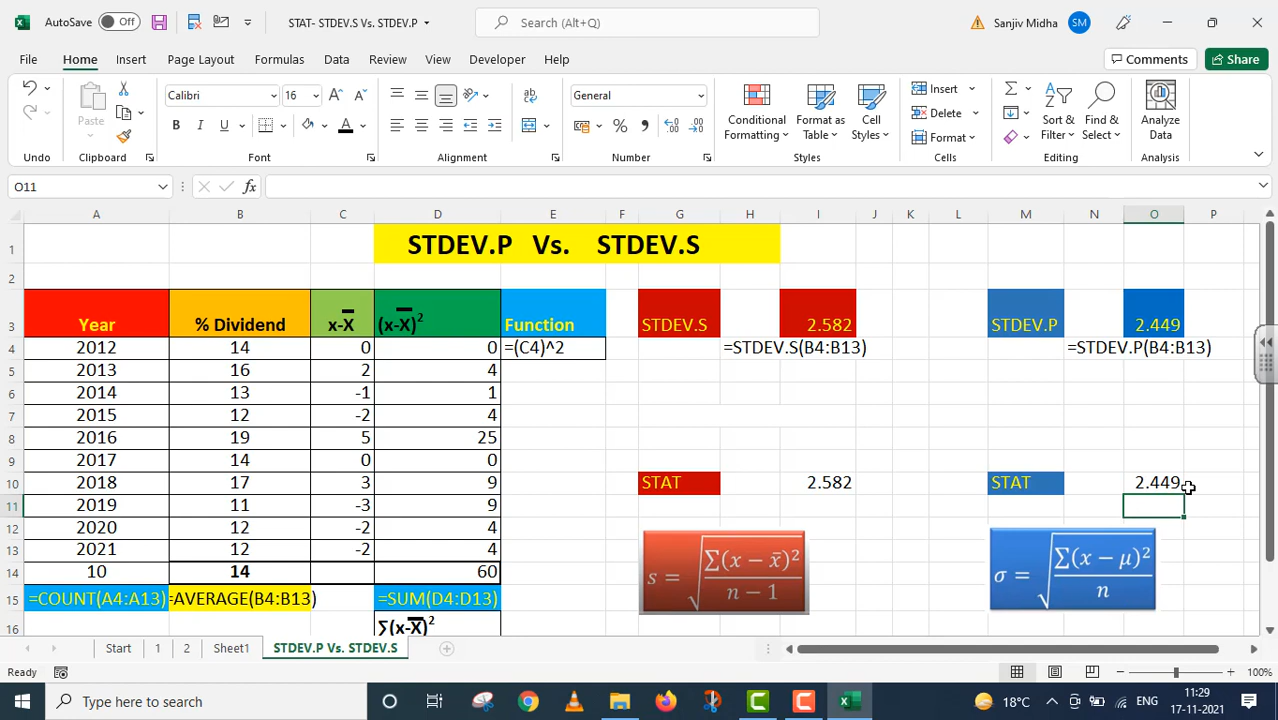 AutoSave Off STAT- STDEV.S Vs. STDEV.P Search (Alt+Q) Sanjiv Midha SM
File Home Insert Page Layout Formulas Data Review View Developer Help Comments Share
Undo Paste Clipboard
Calibri 16 B I U A Font
ab Alignment
General % , Number
Conditional Formatting Format as Table Cell Styles Styles
Insert Delete Format Cells
Sort & Filter Find & Select Editing
Analyze Data Analysis
O11 fx
A B C D E F G H I J K L M N O P
1 STDEV.P Vs. STDEV.S
2
3 Year % Dividend x-X (x-X)2 Function STDEV.S 2.582 STDEV.P 2.449
4 2012 14 0 0 =(C4)^2 =STDEV.S(B4:B13) =STDEV.P(B4:B13)
5 2013 16 2 4
6 2014 13 -1 1
7 2015 12 -2 4
8 2016 19 5 25
9 2017 14 0 0
10 2018 17 3 9 STAT 2.582 STAT 2.449
11 2019 11 -3 9
12 2020 12 -2 4
13 2021 12 -2 4
14 10 14 60
s = √ ∑(x − x̄)² / n − 1
σ = √ ∑(x − μ)² / n
15 =COUNT(A4:A13) =AVERAGE(B4:B13) =SUM(D4:D13)
16 ∑(x-X)2
Start 1 2 Sheet1 STDEV.P Vs. STDEV.S
Ready 100%
Type here to search 18°C ENG 11:29
17-11-2021